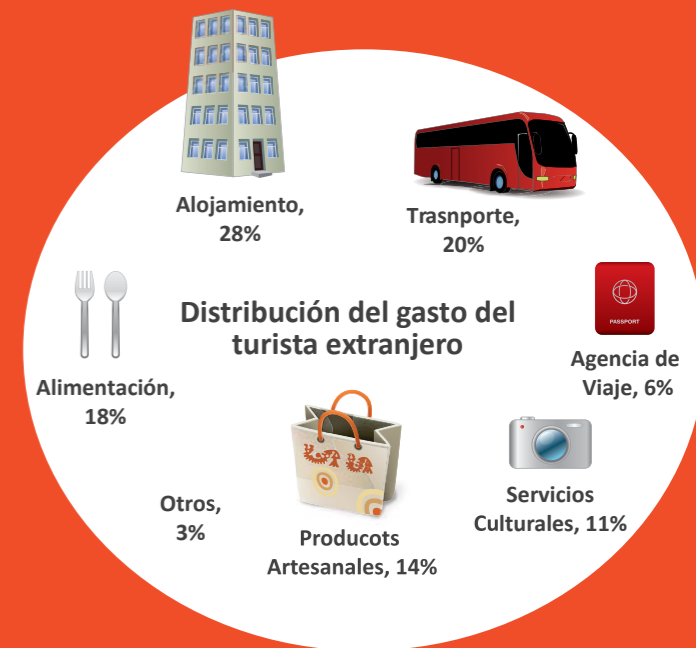 Alojamiento,
28%
Trasnporte,
20%
Distribución del gasto del
turista extranjero
PASSPORT
Agencia de
Viaje, 6%
Alimentación,
18%
Servicios
Culturales, 11%
Otros,
3%
Producots
Artesanales, 14%